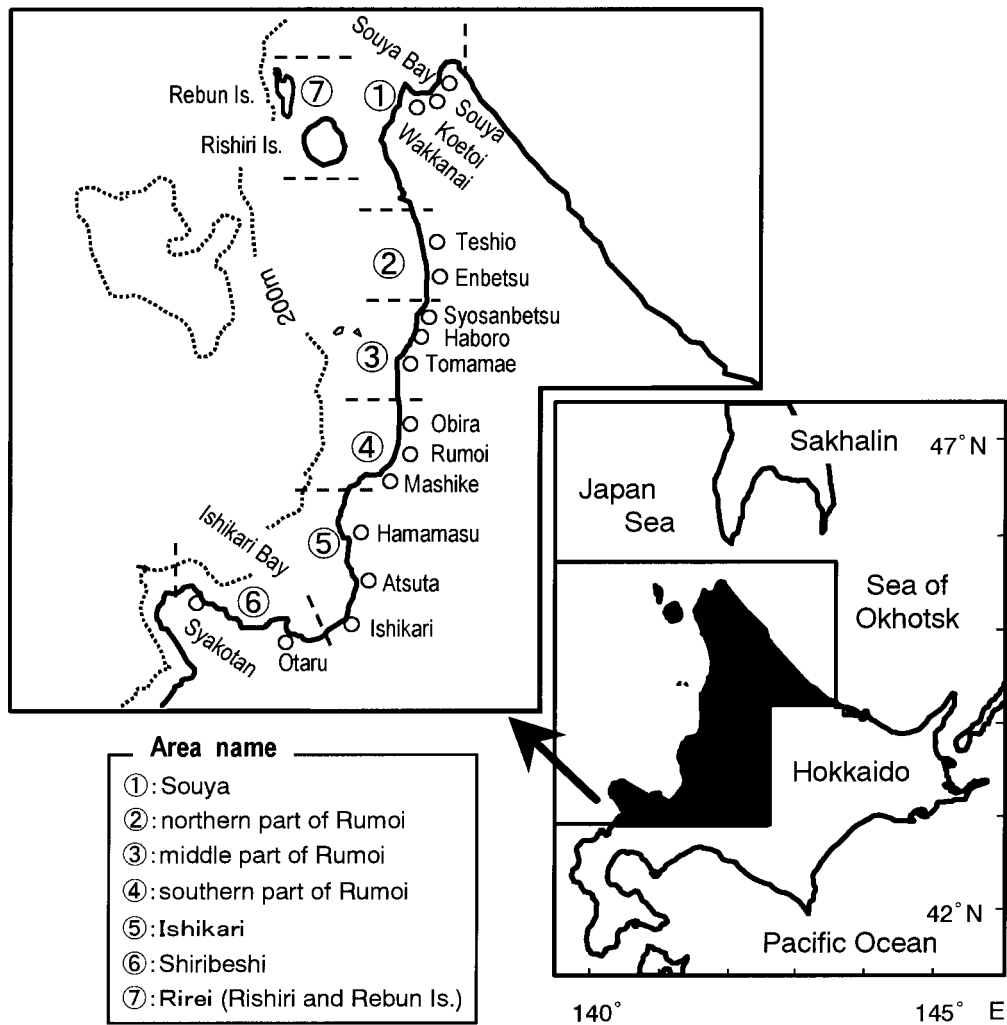 Souya Bay
Rebun Is.
⑦
①
Souya
Koetoi
Wakkanai
Rishiri Is.
Teshio
②
Enbetsu
200m
Syosanbetsu
Haboro
③
Tomamae
Obira
④
Rumoi
Mashike
Ishikari Bay
⑤
Hamamasu
Atsuta
⑥
Ishikari
Syakotan
Otaru
Sakhalin
47°N
Japan
Sea
Sea of
Okhotsk
Hokkaido
42°N
Pacific Ocean
140°
145° E
Area name
①: Souya
②: northern part of Rumoi
③: middle part of Rumoi
④: southern part of Rumoi
⑤: Ishikari
⑥: Shiribeshi
⑦: Rirei (Rishiri and Rebun Is.)